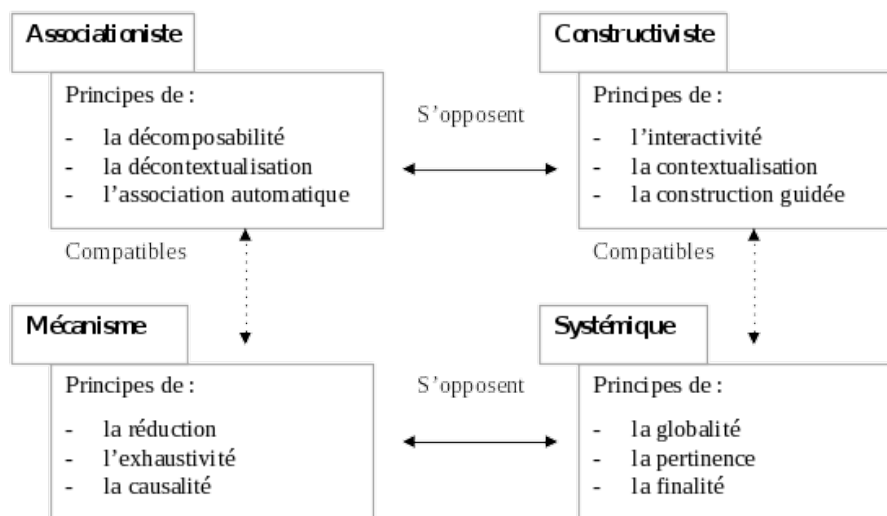 Associationiste
Principes de :
- la décomposabilité
- la décontextualisation
- l'association automatique
S'opposent
Constructiviste
Principes de :
- l'interactivité
- la contextualisation
- la construction guidée
Compatibles
Compatibles
Mécanisme
Principes de :
- la réduction
- l'exhaustivité
- la causalité
S'opposent
Systémique
Principes de :
- la globalité
- la pertinence
- la finalité